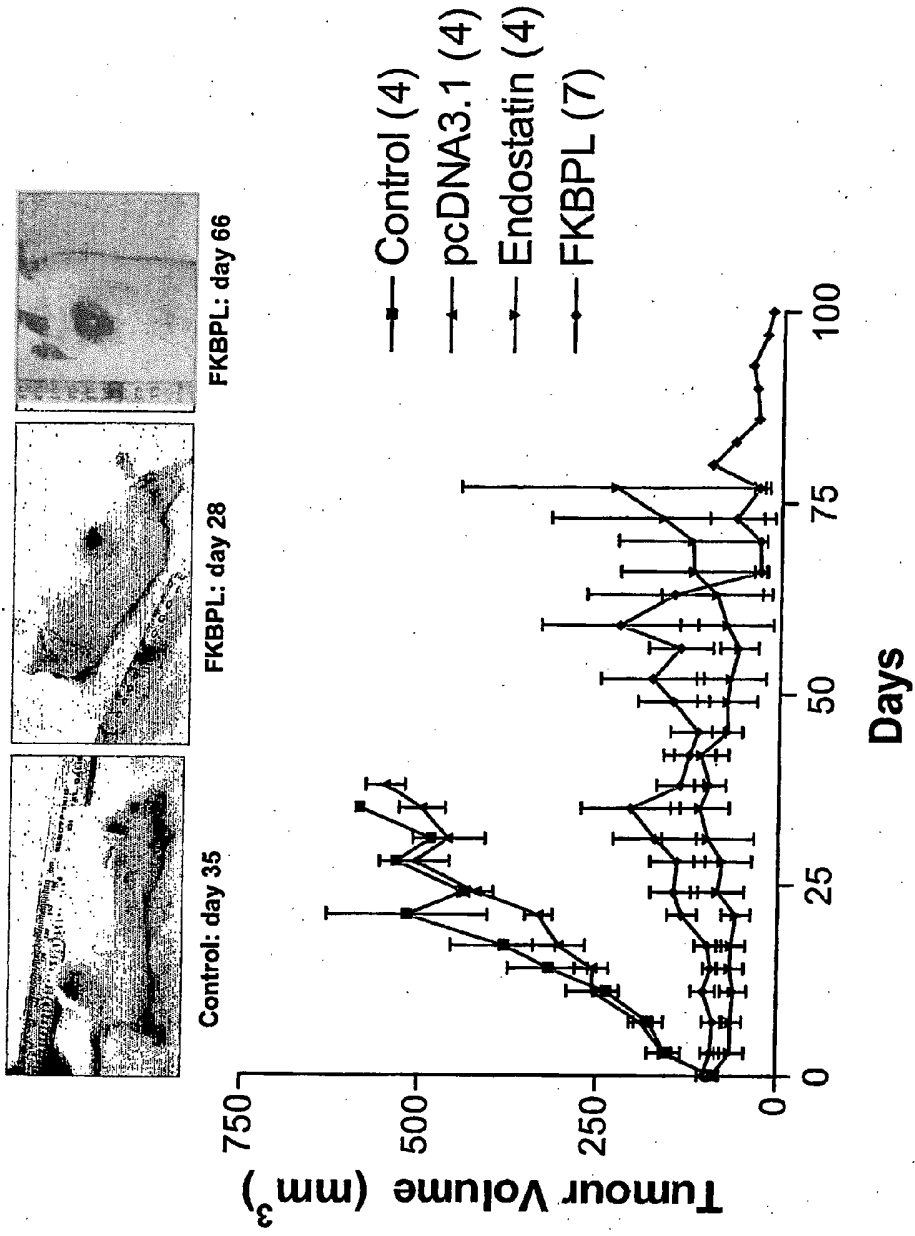 Control: day 35
FKBPL: day 28
FKBPL: day 66
Control (4)
pcDNA3.1 (4)
Endostatin (4)
FKBPL (7)
Tumour Volume (mm³)
750
500
250
0
0
25
50
75
100
Days